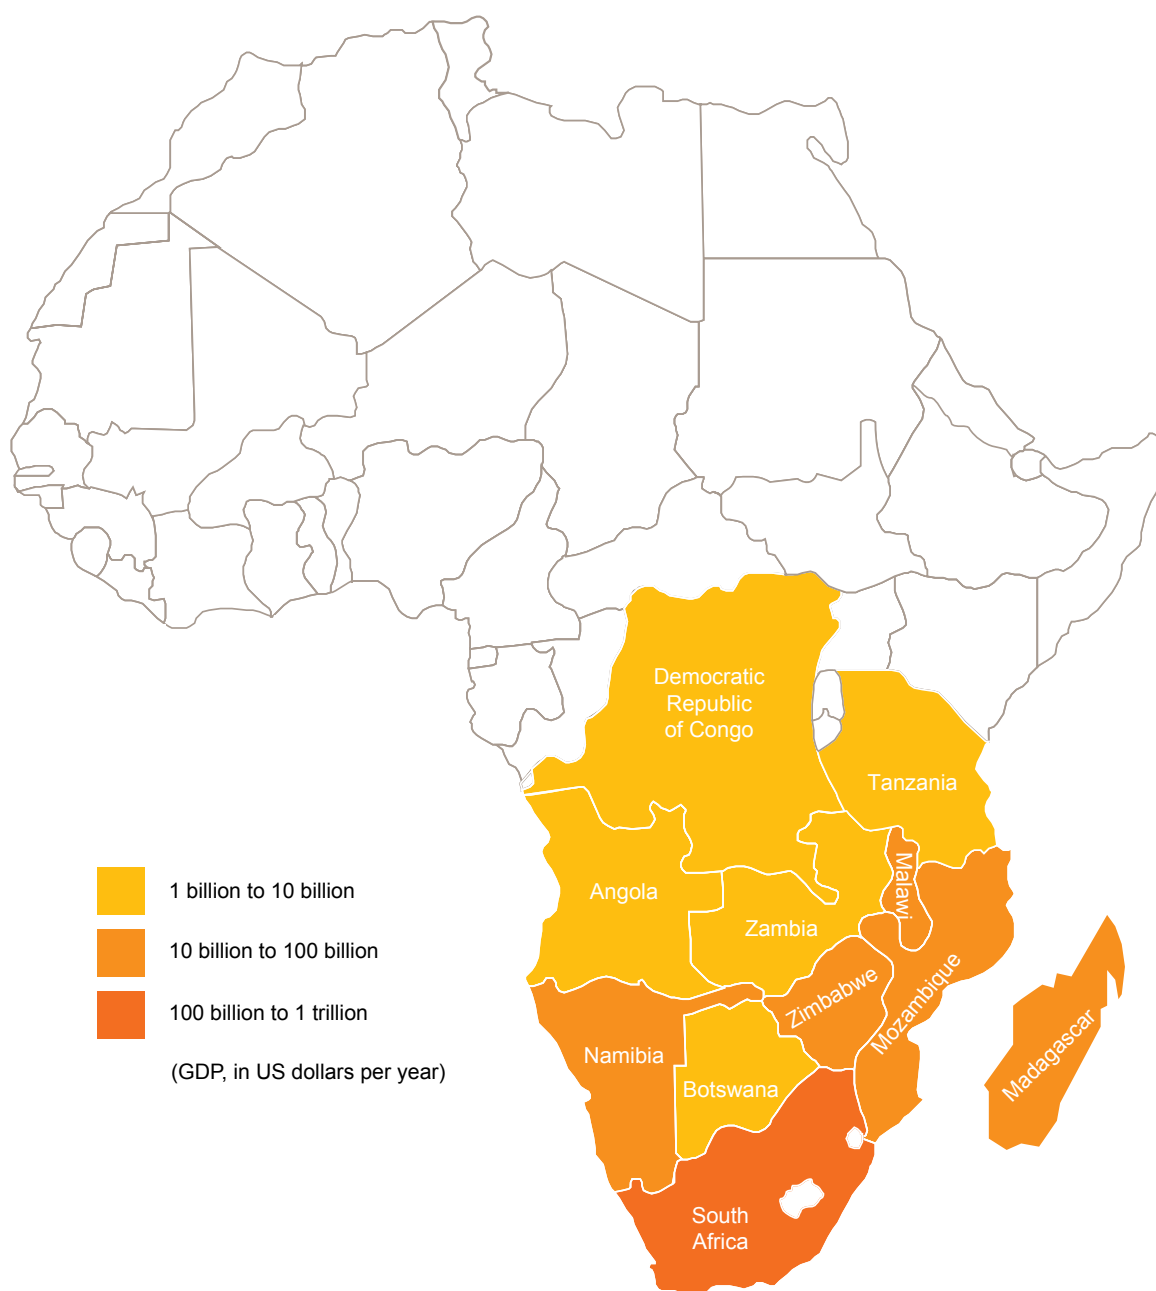 Democratic
Republic
of Congo
Tanzania
Malawi
Angola
Zambia
Zimbabwe
Mozambique
Madagascar
Namibia
Botswana
South
Africa
1 billion to 10 billion
10 billion to 100 billion
100 billion to 1 trillion
(GDP, in US dollars per year)